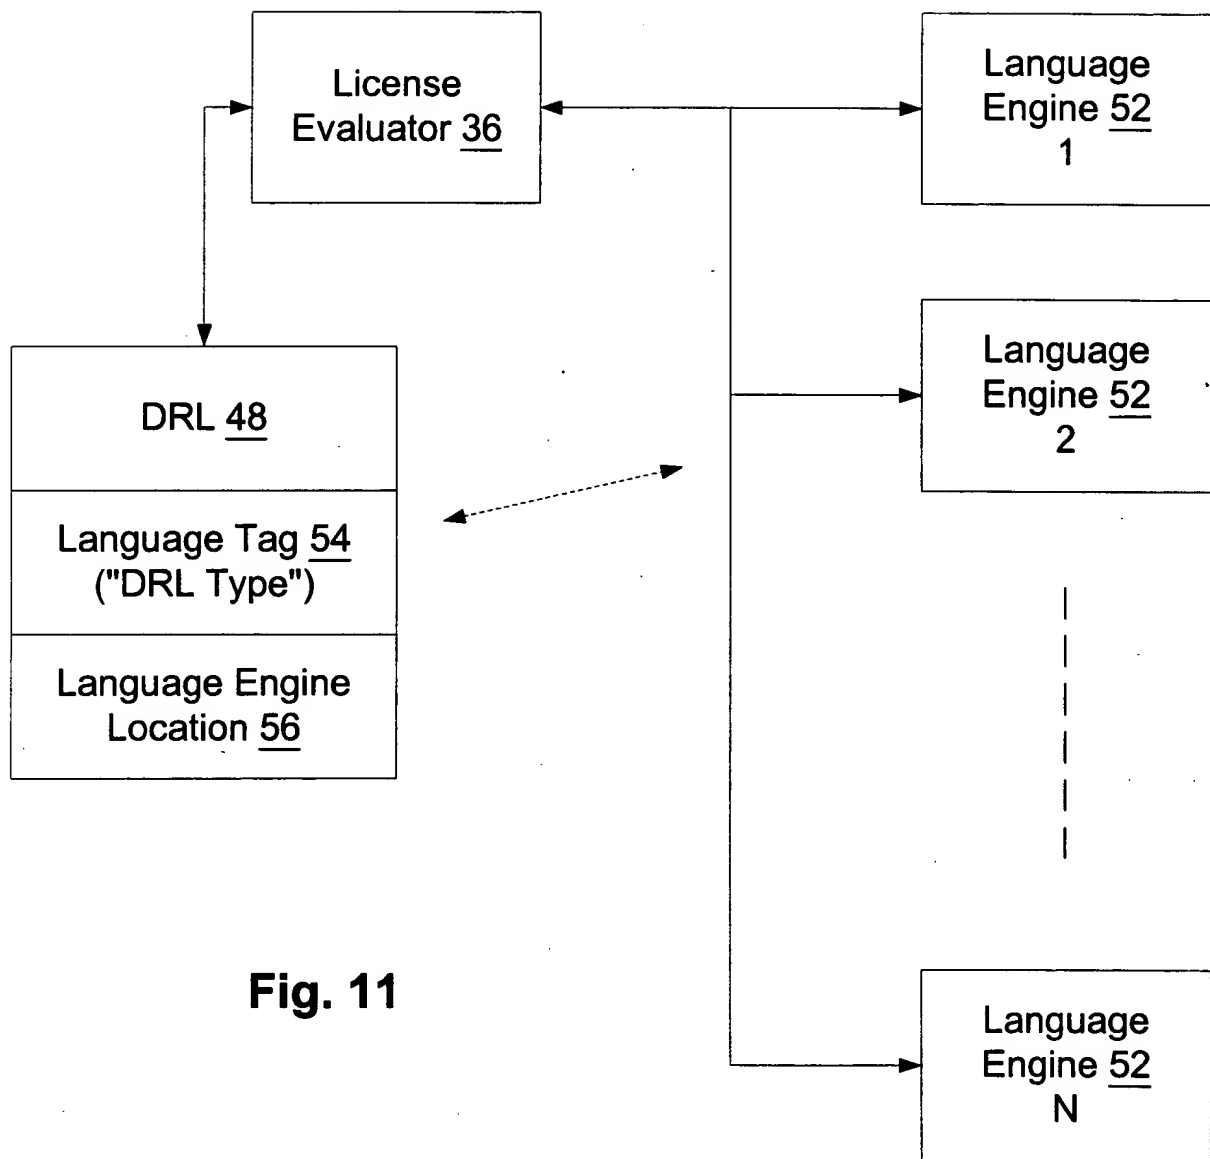 License
Evaluator 36
Language
Engine 52
1
Language
Engine 52
2
DRL 48
Language Tag 54
("DRL Type")
Language Engine
Location 56
Fig. 11
Language
Engine 52
N